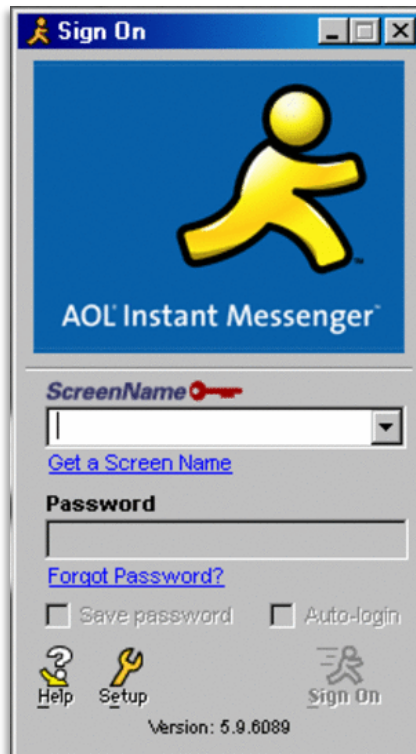 Sign On
AOL Instant Messenger™
ScreenName
Get a Screen Name
Password
Forgot Password?
Save password Auto-login
Help Setup Sign On
Version: 5.9.6089